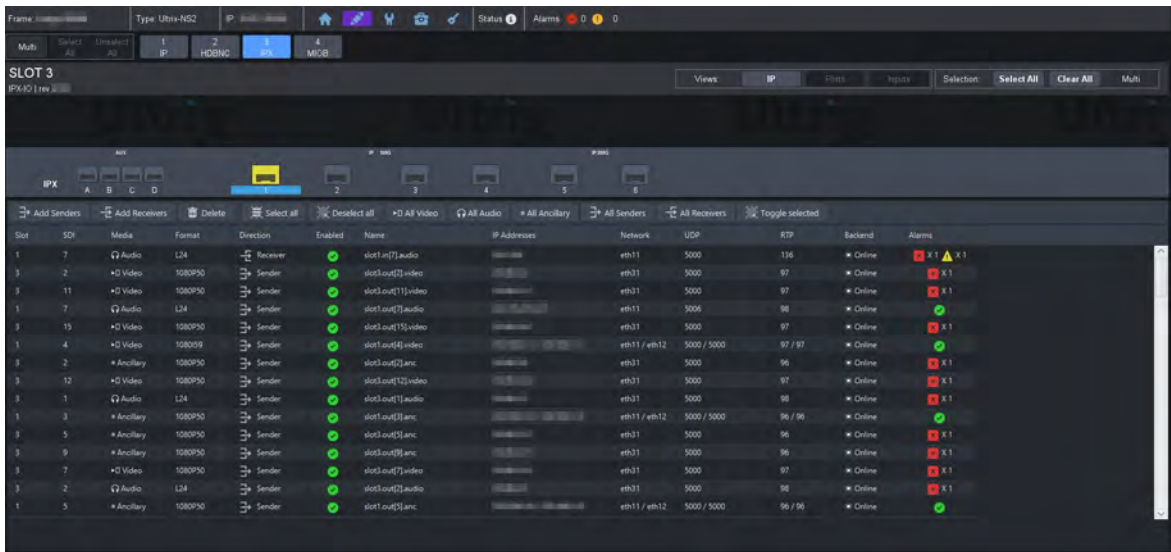 Frame: Type: Ultrix-NS2 IP: Status Alarms 0 0
Multi Select All Unselect All 1 IP 2 HDBNC 3 IPX 4 MIOB
SLOT 3 Views: IP Ports Inputs Selection: Select All Clear All Multi
IPX-IO | rev
Ultrix Ultrix Ultrix
AUX IP 50G IP 50G
IPX A B C D 1 2 3 4 5 6
Add Senders Add Receivers Delete Select all Deselect all All Video All Audio All Ancillary All Senders All Receivers Toggle selected
Slot SDI Media Format Direction Enabled Name IP Addresses Network UDP RTP Backend Alarms
1 7 Audio L24 Receiver slot1.in[7].audio eth11 5000 136 Online X 1 X 1
3 2 Video 1080P50 Sender slot3.out[2].video eth31 5000 97 Online X 1
3 11 Video 1080P50 Sender slot3.out[11].video eth31 5000 97 Online X 1
1 7 Audio L24 Sender slot1.out[7].audio eth11 5006 98 Online
3 15 Video 1080P50 Sender slot3.out[15].video eth31 5000 97 Online X 1
1 4 Video 1080I59 Sender slot1.out[4].video eth11 / eth12 5000 / 5000 97 / 97 Online
3 2 Ancillary 1080P50 Sender slot3.out[2].anc eth31 5000 96 Online X 1
3 12 Video 1080P50 Sender slot3.out[12].video eth31 5000 97 Online X 1
3 1 Audio L24 Sender slot3.out[1].audio eth31 5000 98 Online X 1
1 3 Ancillary 1080P50 Sender slot1.out[3].anc eth11 / eth12 5000 / 5000 96 / 96 Online
3 5 Ancillary 1080P50 Sender slot3.out[5].anc eth31 5000 96 Online X 1
3 9 Ancillary 1080P50 Sender slot3.out[9].anc eth31 5000 96 Online X 1
3 7 Video 1080P50 Sender slot3.out[7].video eth31 5000 97 Online X 1
3 2 Audio L24 Sender slot3.out[2].audio eth31 5000 98 Online X 1
1 5 Ancillary 1080P50 Sender slot1.out[5].anc eth11 / eth12 5000 / 5000 96 / 96 Online